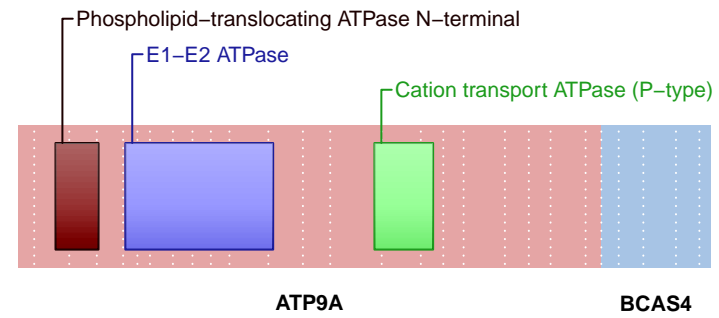 Phospholipid−translocating ATPase N−terminal
E1−E2 ATPase
Cation transport ATPase (P−type)
ATP9A
BCAS4